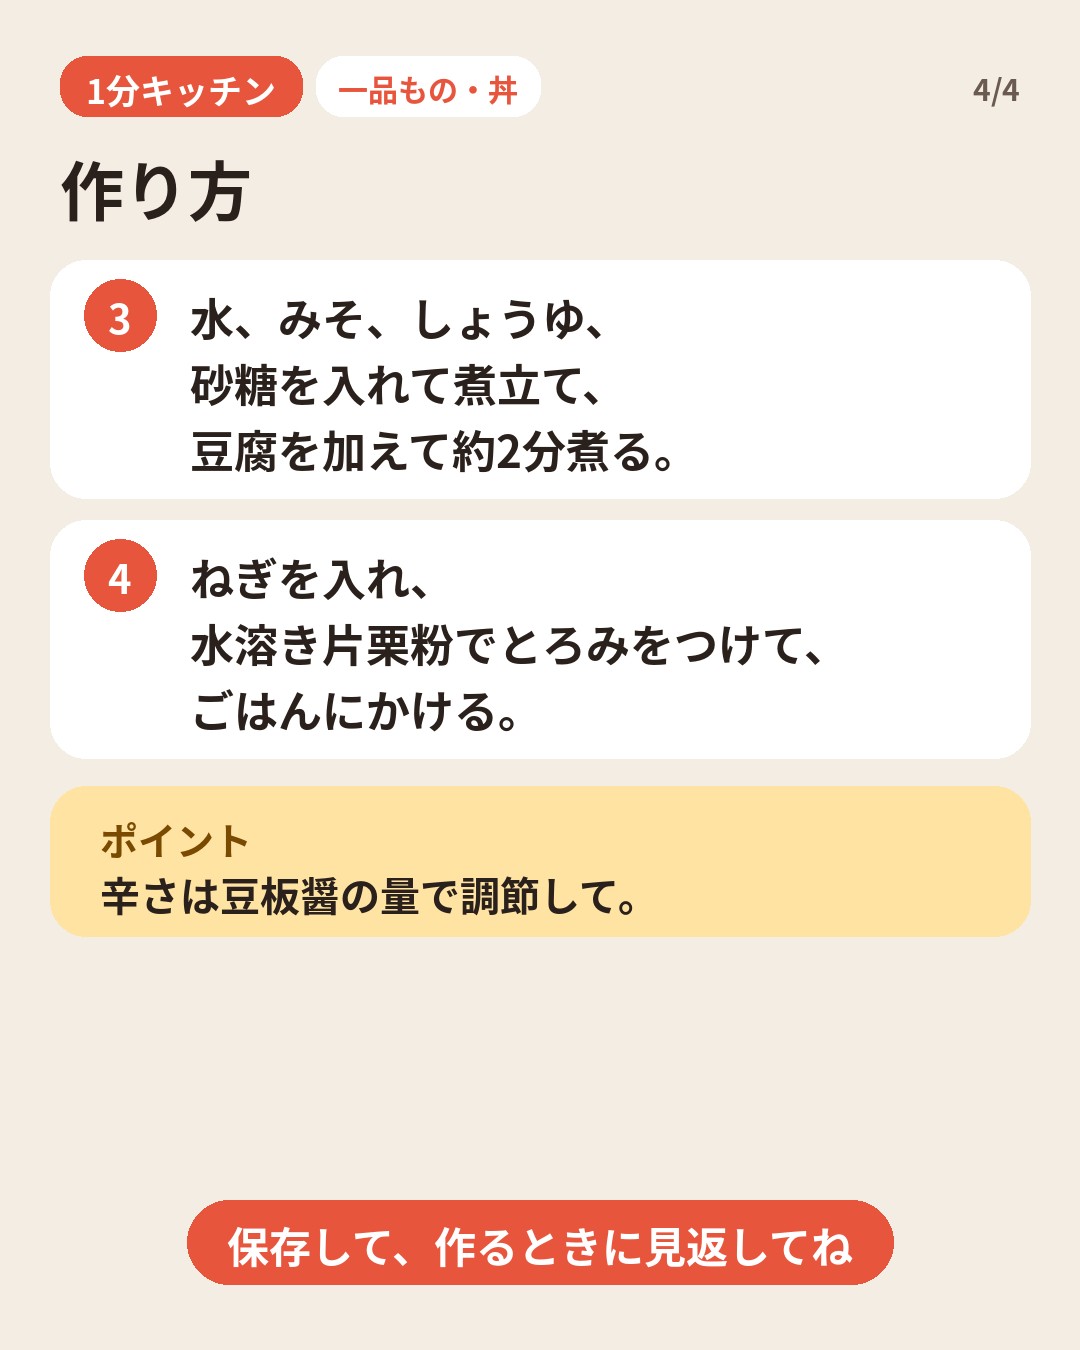 1分キッチン
一品もの・丼
4/4
作り方
3
水、みそ、しょうゆ、
砂糖を入れて煮立て、
豆腐を加えて約2分煮る。
4
ねぎを入れ、
水溶き片栗粉でとろみをつけて、
ごはんにかける。
ポイント
辛さは豆板醤の量で調節して。
保存して、作るときに見返してね